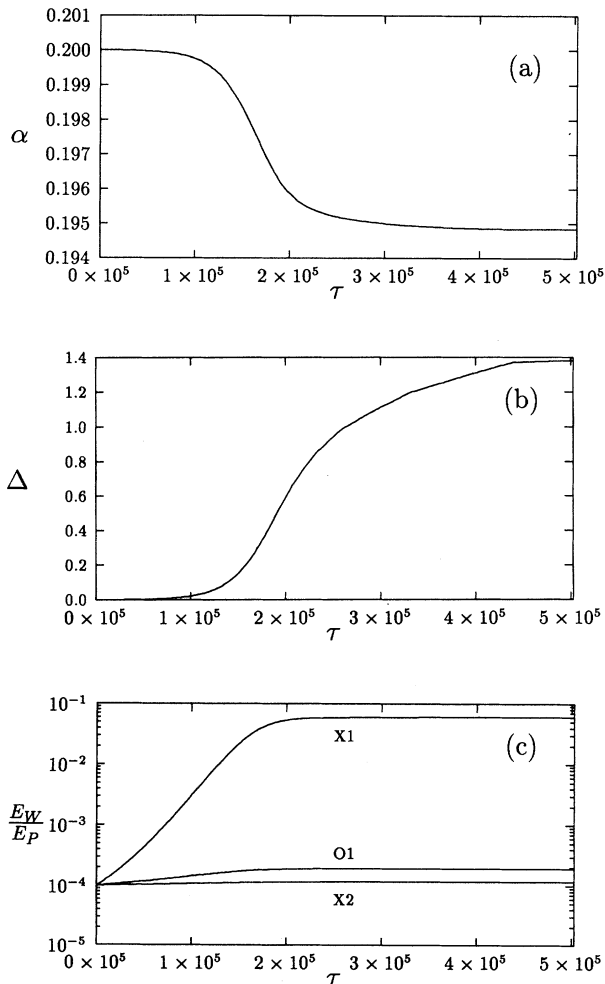 0.201
0.200
0.199
0.198
α
0.197
0.196
0.195
0.194
(a)
0 × 10⁵ 1 × 10⁵ 2 × 10⁵ 3 × 10⁵ 4 × 10⁵ 5 × 10⁵
τ
1.4
1.2
1.0
0.8
Δ
0.6
0.4
0.2
0.0
(b)
0 × 10⁵ 1 × 10⁵ 2 × 10⁵ 3 × 10⁵ 4 × 10⁵ 5 × 10⁵
τ
10⁻¹
X1
(c)
10⁻²
E_W/E_P
10⁻³
O1
10⁻⁴
X2
10⁻⁵
0 × 10⁵ 1 × 10⁵ 2 × 10⁵ 3 × 10⁵ 4 × 10⁵ 5 × 10⁵
τ